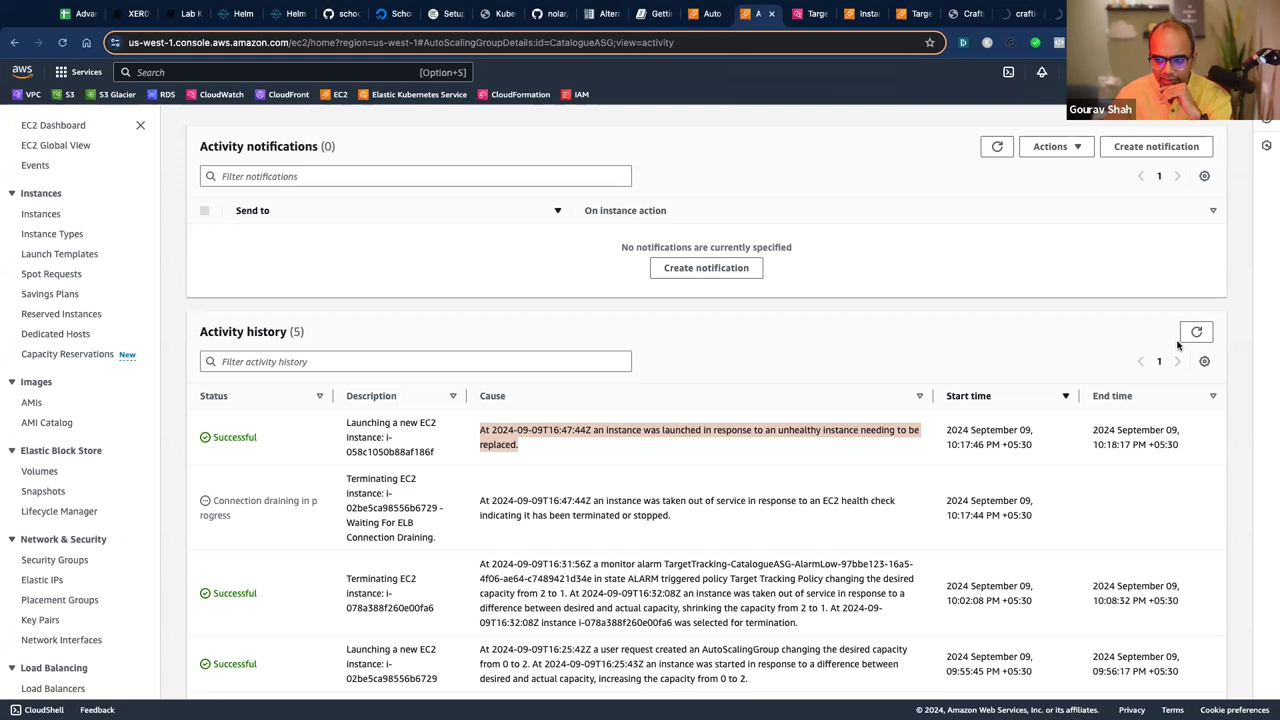 Advar
XER0
Lab K
Helm
Helm
schoo
Scho
Setu
Kube
nolar
Alter
Gettir
Auto
A
Targe
Instar
Targe
Crafti
crafti
us-west-1.console.aws.amazon.com/ec2/home?region=us-west-1#AutoScalingGroupDetails:id=CatalogueASG;view=activity
aws
Services
Search
[Option+S]
VPC
S3
S3 Glacier
RDS
CloudWatch
CloudFront
EC2
Elastic Kubernetes Service
CloudFormation
IAM
Gourav Shah
EC2 Dashboard
EC2 Global View
Events
Instances
Instances
Instance Types
Launch Templates
Spot Requests
Savings Plans
Reserved Instances
Dedicated Hosts
Capacity Reservations New
Images
AMIs
AMI Catalog
Elastic Block Store
Volumes
Snapshots
Lifecycle Manager
Network & Security
Security Groups
Elastic IPs
Placement Groups
Key Pairs
Network Interfaces
Load Balancing
Load Balancers
Activity notifications (0)
Actions
Create notification
Filter notifications
1
Send to
On instance action
No notifications are currently specified
Create notification
Activity history (5)
Filter activity history
1
Status
Description
Cause
Start time
End time
Successful
Launching a new EC2
instance: i-
058c1050b88af186f
At 2024-09-09T16:47:44Z an instance was launched in response to an unhealthy instance needing to be
replaced.
2024 September 09,
10:17:46 PM +05:30
2024 September 09,
10:18:17 PM +05:30
Connection draining in p
rogress
Terminating EC2
instance: i-
02be5ca98556b6729 -
Waiting For ELB
Connection Draining.
At 2024-09-09T16:47:44Z an instance was taken out of service in response to an EC2 health check
indicating it has been terminated or stopped.
2024 September 09,
10:17:44 PM +05:30
Successful
Terminating EC2
instance: i-
078a388f260e00fa6
At 2024-09-09T16:31:56Z a monitor alarm TargetTracking-CatalogueASG-AlarmLow-97bbe123-16a5-
4f06-ae64-c7489421d34e in state ALARM triggered policy Target Tracking Policy changing the desired
capacity from 2 to 1. At 2024-09-09T16:32:08Z an instance was taken out of service in response to a
difference between desired and actual capacity, shrinking the capacity from 2 to 1. At 2024-09-
09T16:32:08Z instance i-078a388f260e00fa6 was selected for termination.
2024 September 09,
10:02:08 PM +05:30
2024 September 09,
10:08:32 PM +05:30
Successful
Launching a new EC2
instance: i-
02be5ca98556b6729
At 2024-09-09T16:25:42Z a user request created an AutoScalingGroup changing the desired capacity
from 0 to 2. At 2024-09-09T16:25:43Z an instance was started in response to a difference between
desired and actual capacity, increasing the capacity from 0 to 2.
2024 September 09,
09:55:45 PM +05:30
2024 September 09,
09:56:17 PM +05:30
CloudShell
Feedback
© 2024, Amazon Web Services, Inc. or its affiliates.
Privacy
Terms
Cookie preferences